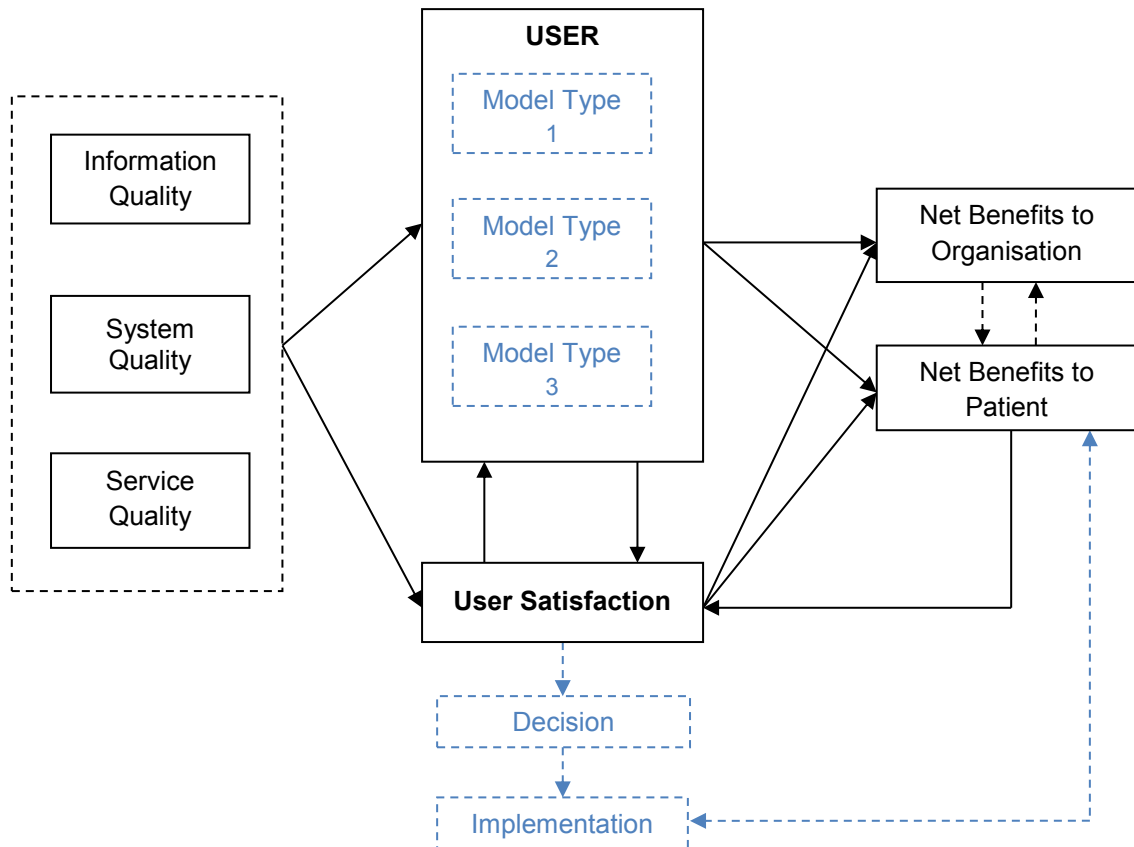 USER
Model Type
1
Information
Quality
Model Type
2
Net Benefits to
Organisation
System
Quality
Model Type
3
Net Benefits to
Patient
Service
Quality
User Satisfaction
Decision
Implementation